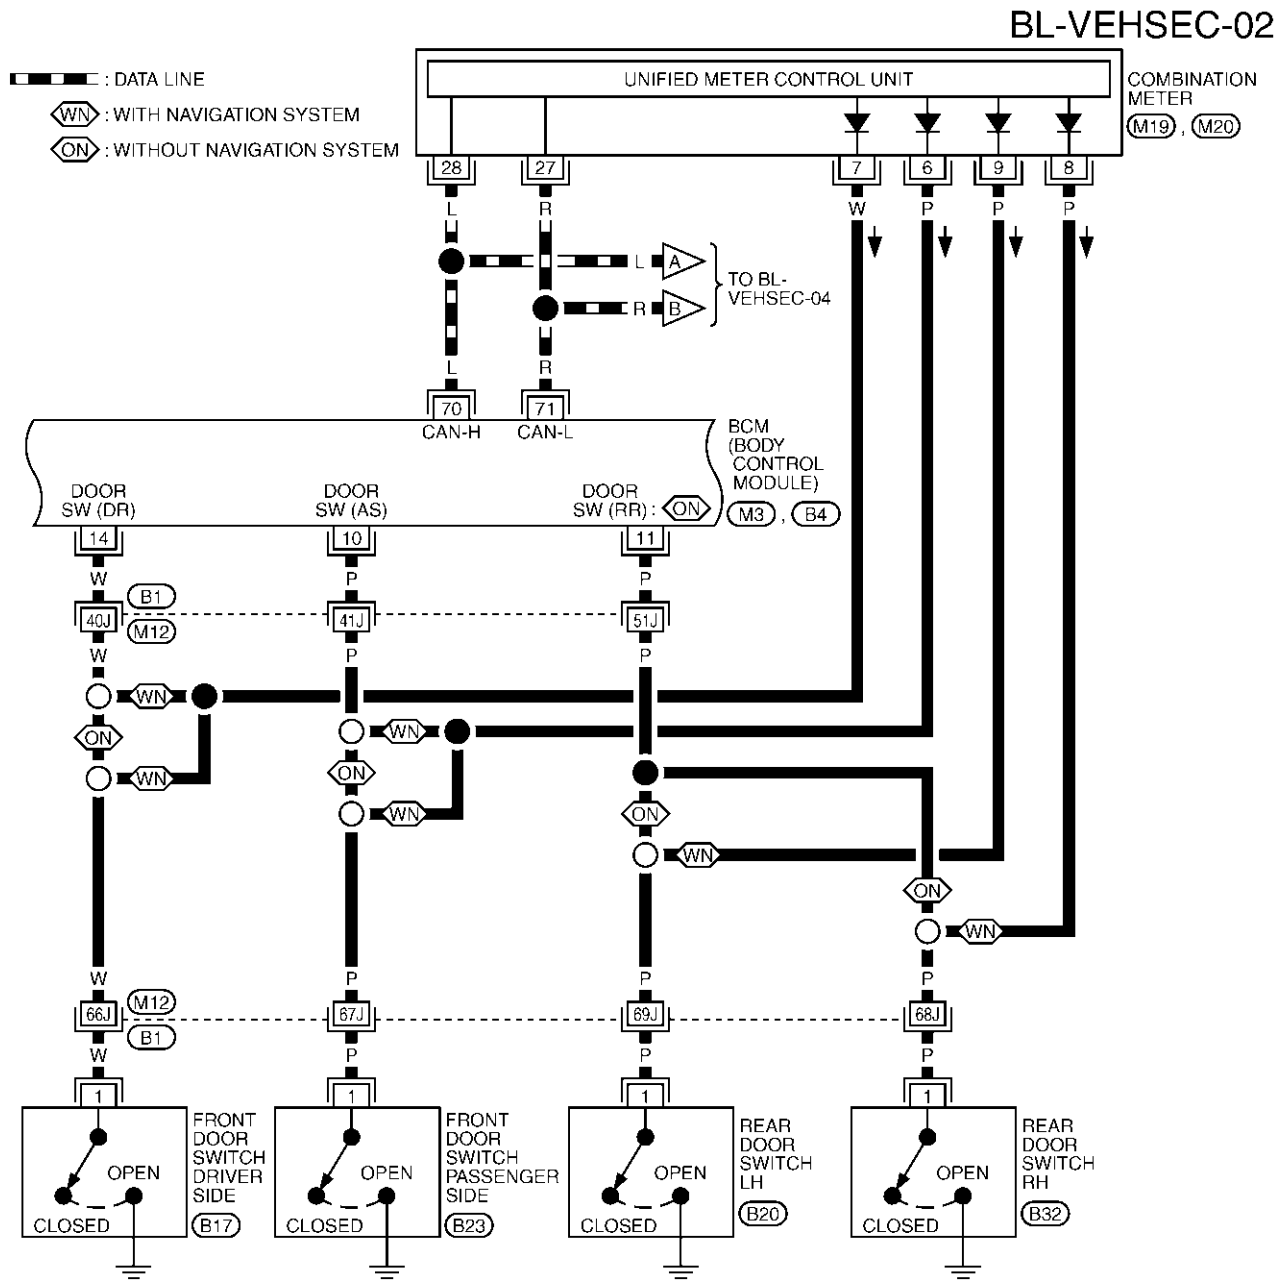 BL-VEHSEC-02
: DATA LINE
WN : WITH NAVIGATION SYSTEM
ON : WITHOUT NAVIGATION SYSTEM
UNIFIED METER CONTROL UNIT
COMBINATION
METER
M19 , M20
28 27 7 6 9 8
L R W P P P
L A
R B
TO BL-
VEHSEC-04
L R
70 71
CAN-H CAN-L
BCM
(BODY
CONTROL
MODULE)
M3 , B4
DOOR
SW (DR)
DOOR
SW (AS)
DOOR
SW (RR) : ON
14 10 11
W P P
B1
40J 41J 51J
M12
W P P
WN
WN
ON
ON
WN
WN
ON
WN
ON
WN
W P P P
M12
66J 67J 69J 68J
B1
W P P P
1 1 1 1
OPEN
CLOSED
FRONT
DOOR
SWITCH
DRIVER
SIDE
B17
OPEN
CLOSED
FRONT
DOOR
SWITCH
PASSENGER
SIDE
B23
OPEN
CLOSED
REAR
DOOR
SWITCH
LH
B20
OPEN
CLOSED
REAR
DOOR
SWITCH
RH
B32